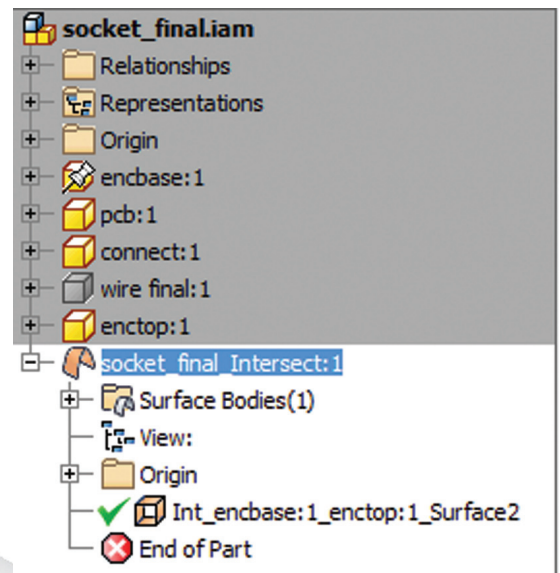 socket_final.iam
Relationships
Representations
Origin
encbase:1
pcb:1
connect:1
wire final:1
enctop:1
socket_final_Intersect:1
Surface Bodies(1)
View:
Origin
Int_encbase:1_enctop:1_Surface2
End of Part